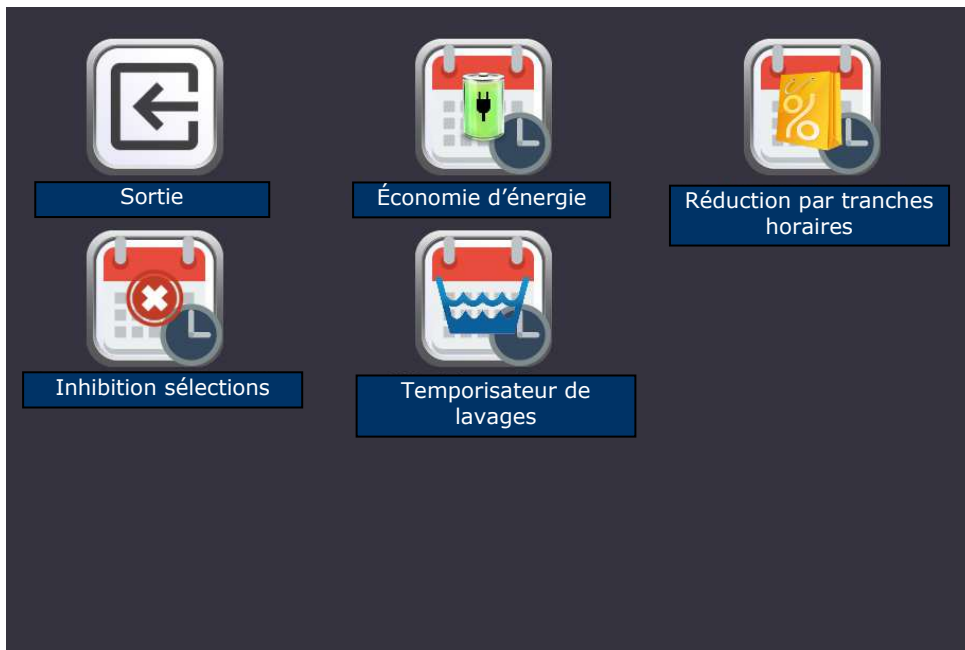 Sortie
Économie d’énergie
Réduction par tranches
horaires
Inhibition sélections
Temporisateur de
lavages